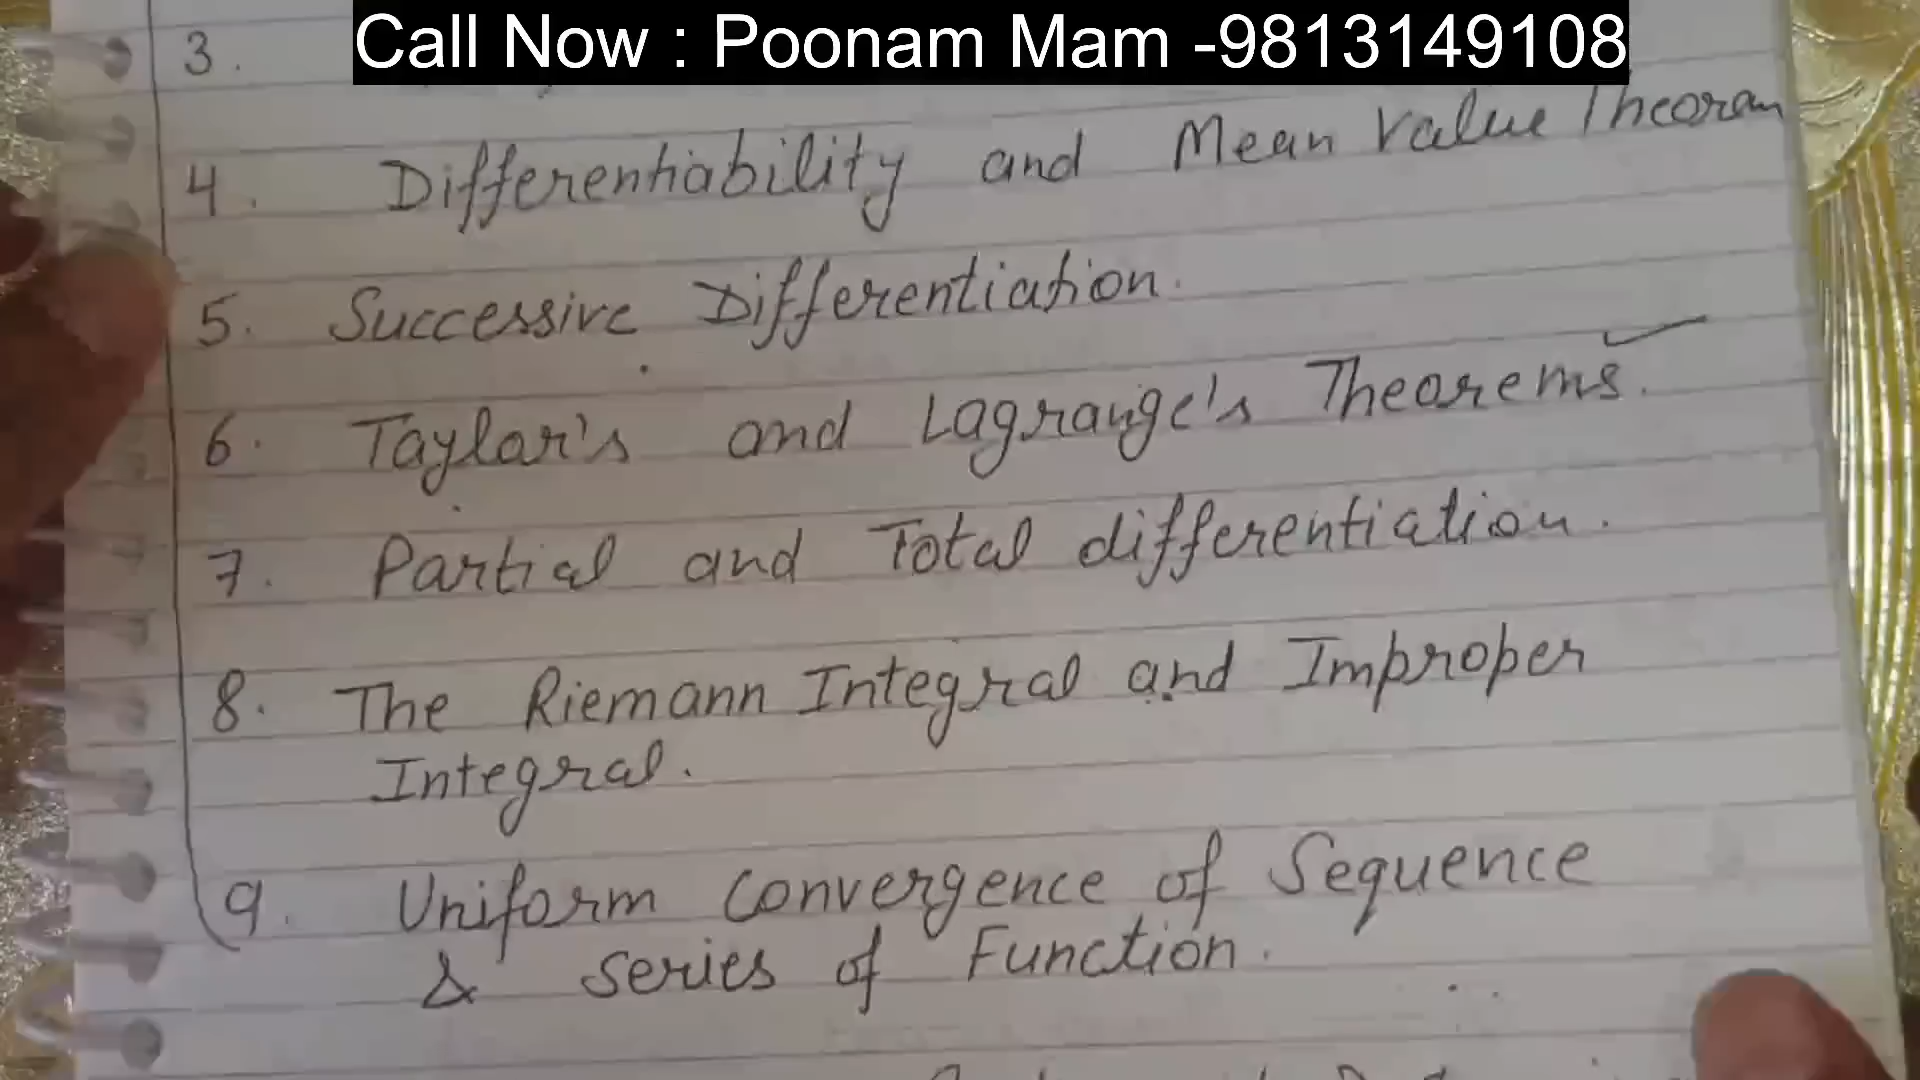 Call Now : Poonam Mam -9813149108
3.
4. Differentiability and Mean Value Theoram
5. Successive Differentiation.
6. Taylor's and Lagrange's Theorems.
7. Partial and Total differentiation.
8. The Riemann Integral and Improper
Integral.
9. Uniform Convergence of Sequence
& series of Function.